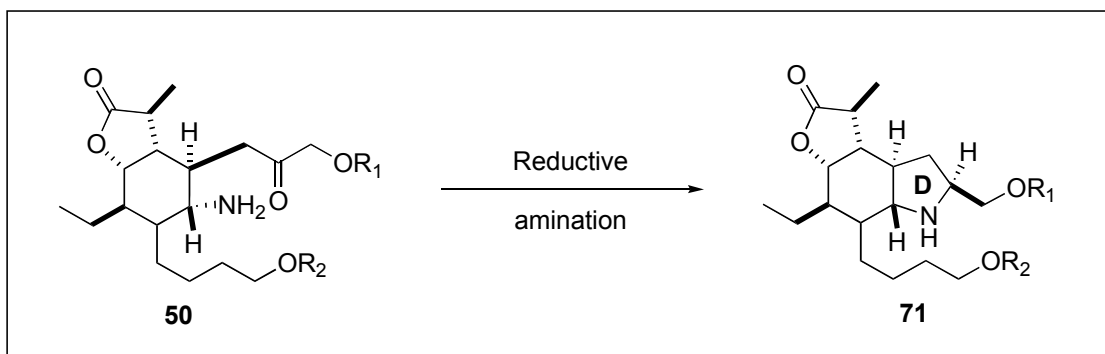 O
O
H
OR₁
O
NH₂
H
OR₂
50
Reductive
amination
O
O
H
H
D
OR₁
N
H
H
OR₂
71